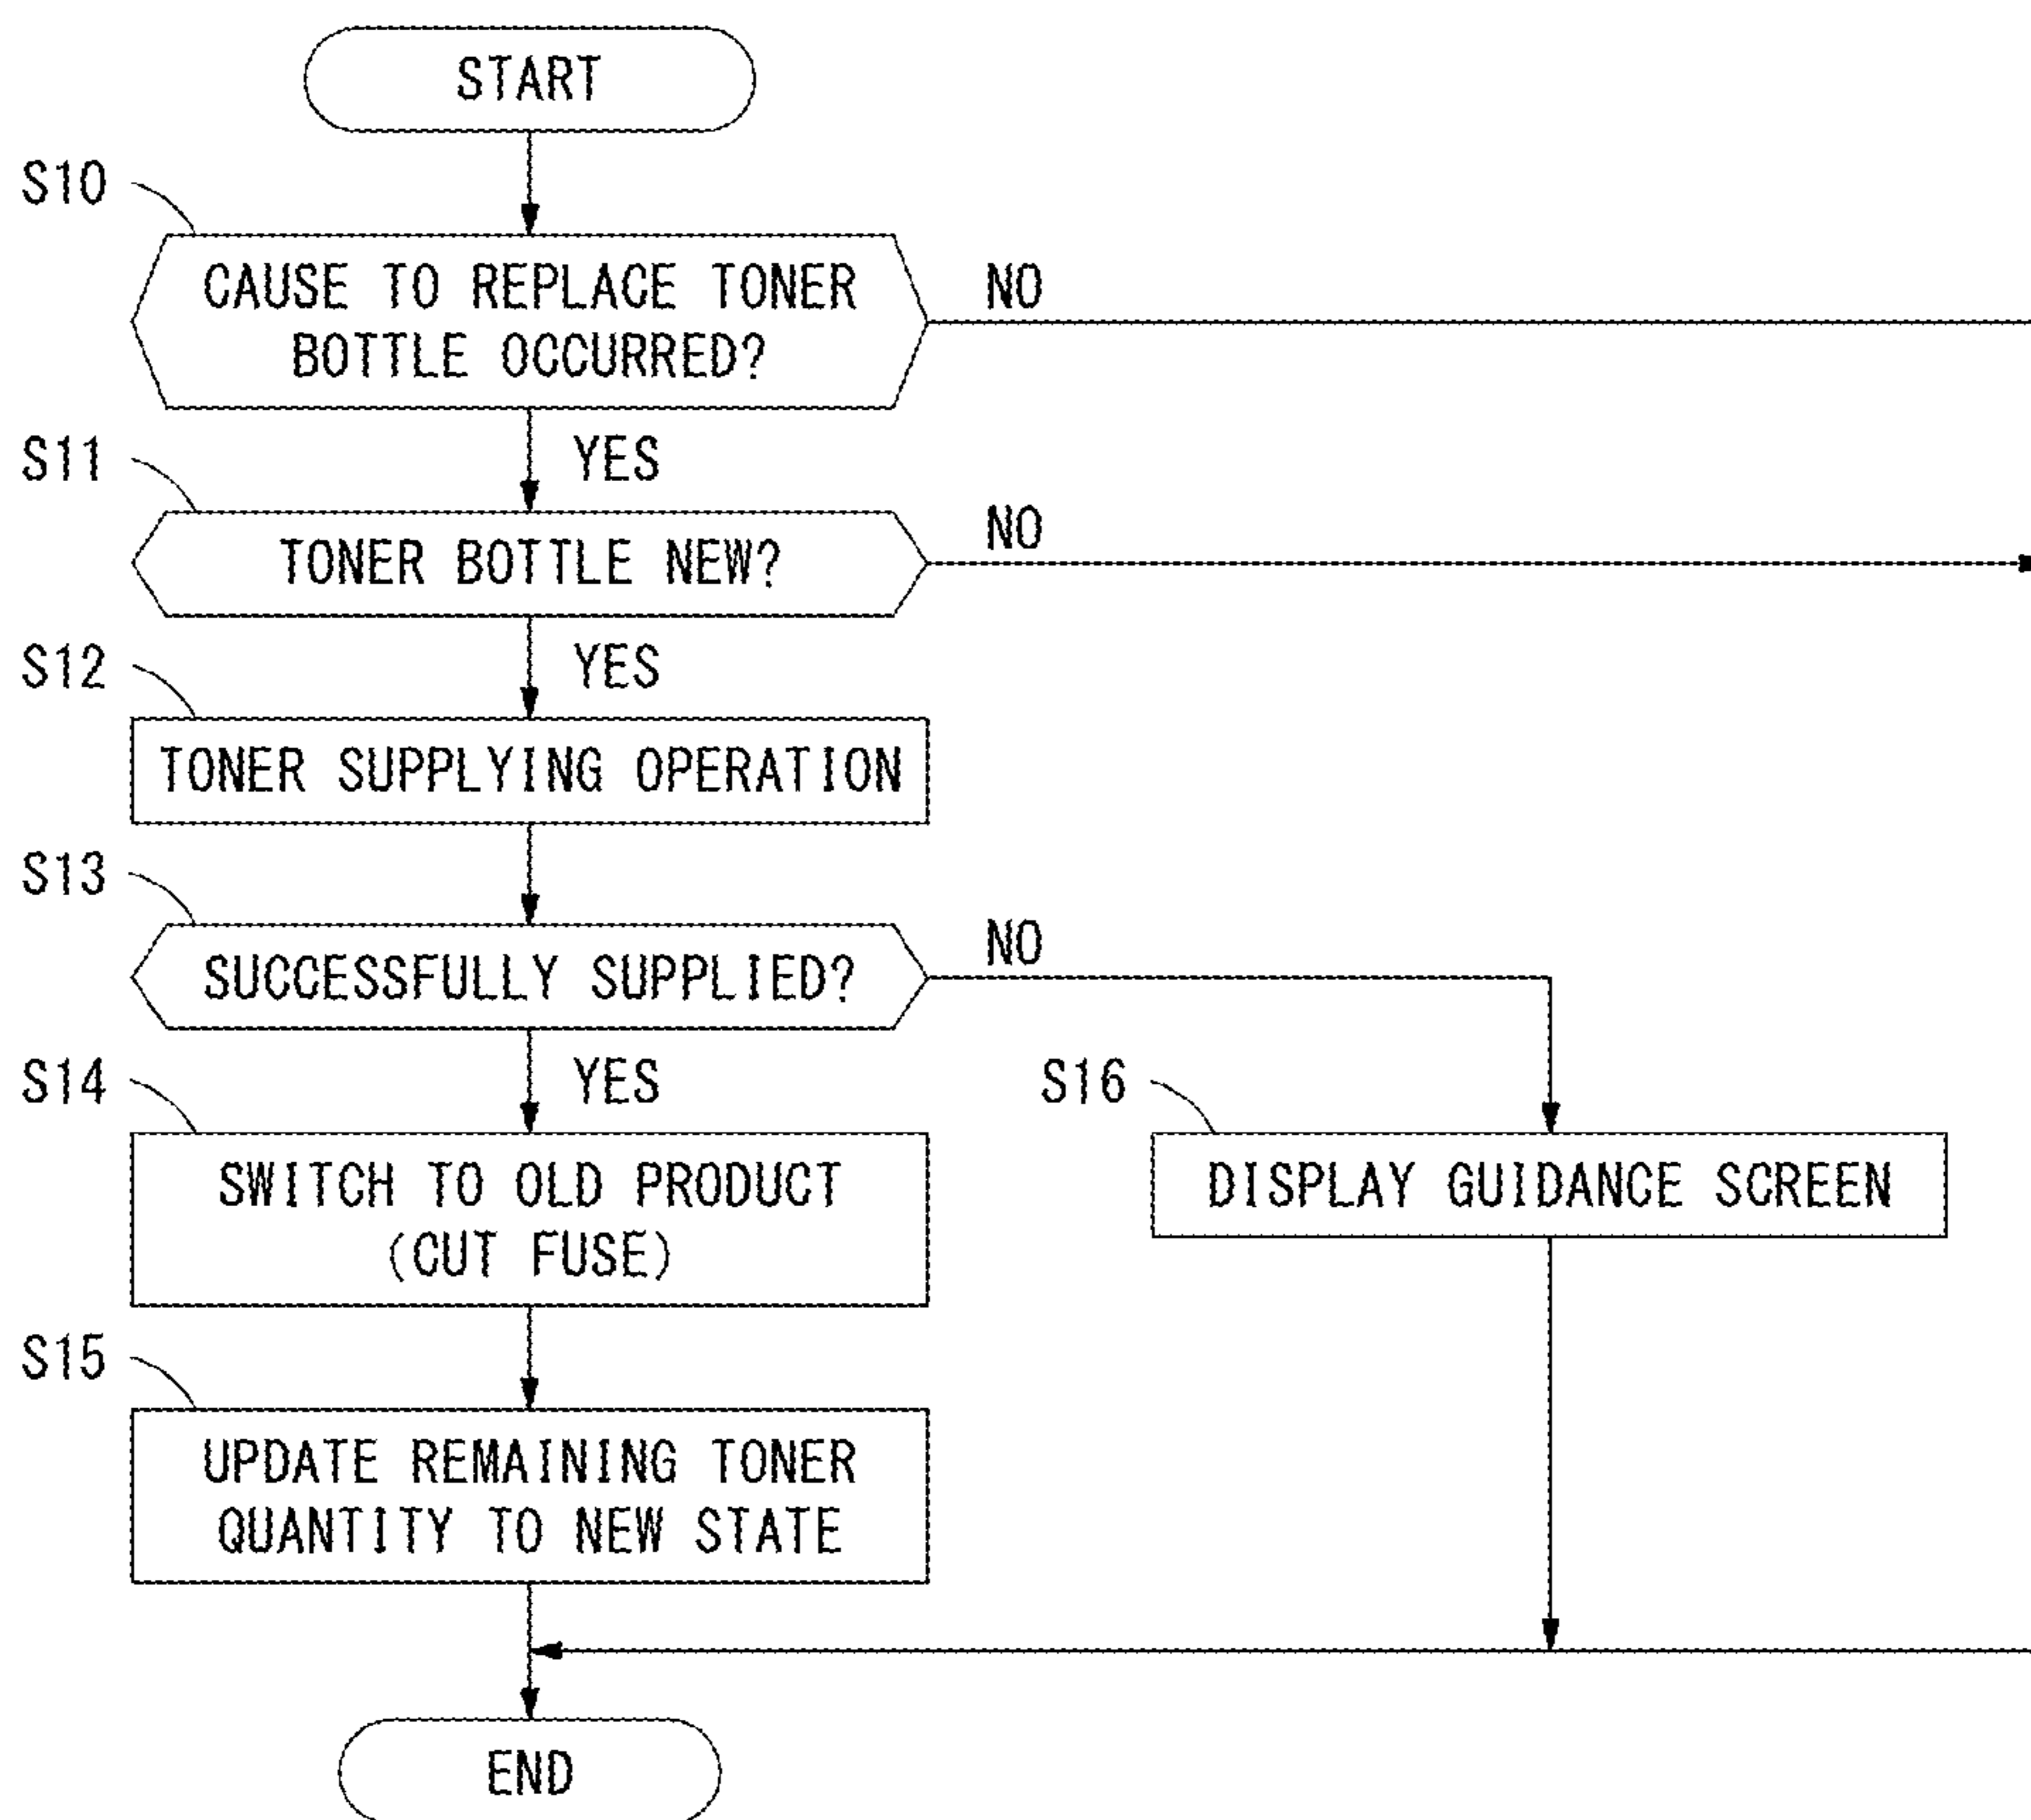 START
S10
CAUSE TO REPLACE TONER
BOTTLE OCCURRED?
NO
S11
YES
TONER BOTTLE NEW?
NO
S12
YES
TONER SUPPLYING OPERATION
S13
SUCCESSFULLY SUPPLIED?
NO
S14
YES
S16
SWITCH TO OLD PRODUCT
(CUT FUSE)
DISPLAY GUIDANCE SCREEN
S15
UPDATE REMAINING TONER
QUANTITY TO NEW STATE
END